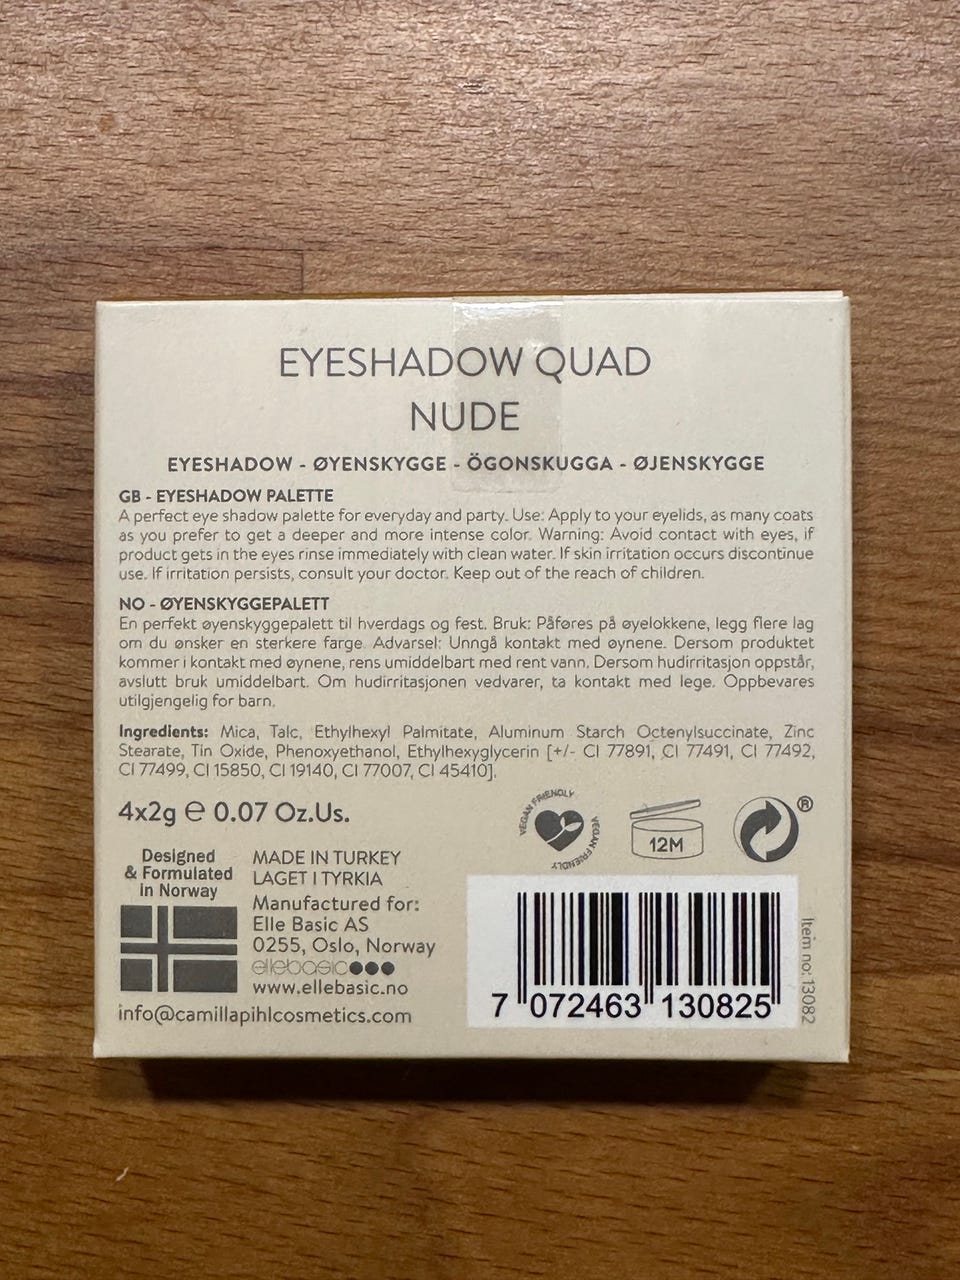 EYESHADOW QUAD
NUDE
EYESHADOW - ØYENSKYGGE - ÖGONSKUGGA - ØJENSKYGGE
GB - EYESHADOW PALETTE
A perfect eye shadow palette for everyday and party. Use: Apply to your eyelids, as many coats
as you prefer to get a deeper and more intense color. Warning: Avoid contact with eyes, if
product gets in the eyes rinse immediately with clean water. If skin irritation occurs discontinue
use. If irritation persists, consult your doctor. Keep out of the reach of children.
NO - ØYENSKYGGEPALETT
En perfekt øyenskyggepalett til hverdags og fest. Bruk: Påføres på øyelokkene, legg flere lag
om du ønsker en sterkere farge. Advarsel: Unngå kontakt med øynene. Dersom produktet
kommer i kontakt med øynene, rens umiddelbart med rent vann. Dersom hudirritasjon oppstår,
avslutt bruk umiddelbart. Om hudirritasjonen vedvarer, ta kontakt med lege. Oppbevares
utilgjengelig for barn.
Ingredients: Mica, Talc, Ethylhexyl Palmitate, Aluminum Starch Octenylsuccinate, Zinc
Stearate, Tin Oxide, Phenoxyethanol, Ethylhexyglycerin [+/- CI 77891, CI 77491, CI 77492,
CI 77499, CI 15850, CI 19140, CI 77007, CI 45410].
4x2g ℮ 0.07 Oz.Us.
VEGAN FRIENDLY
VEGAN FRIENDLY
12M
®
Designed
& Formulated
in Norway
MADE IN TURKEY
LAGET I TYRKIA
Manufactured for:
Elle Basic AS
0255, Oslo, Norway
ellebasic
www.ellebasic.no
info@camillapihlcosmetics.com
7 072463 130825
Item no: 13082